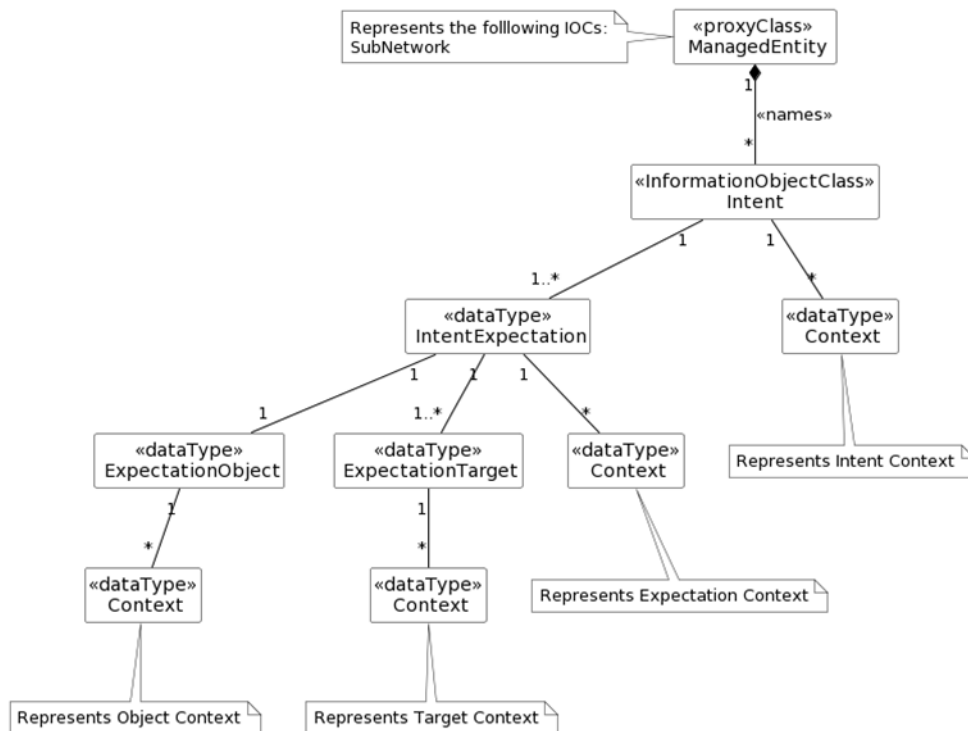 Represents the folllowing IOCs:
SubNetwork
«proxyClass»
ManagedEntity
1
«names»
*
«InformationObjectClass»
Intent
1
1
1..*
*
«dataType»
IntentExpectation
«dataType»
Context
1
1
1
1
1..*
*
«dataType»
ExpectationObject
«dataType»
ExpectationTarget
«dataType»
Context
Represents Intent Context
1
1
*
*
«dataType»
Context
«dataType»
Context
Represents Expectation Context
Represents Object Context
Represents Target Context